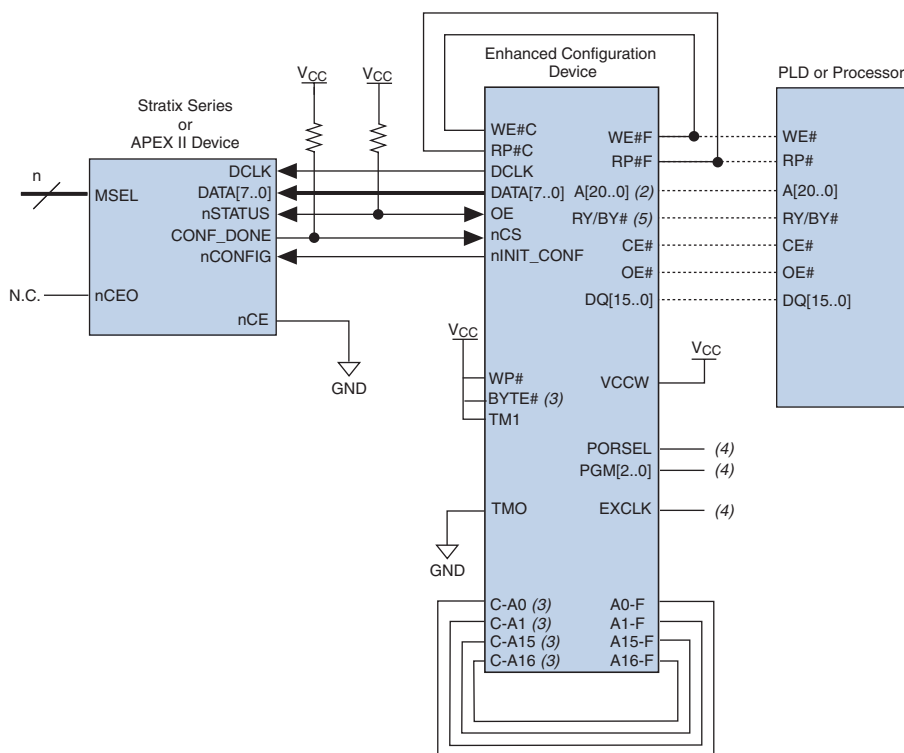 Enhanced Configuration
Device
PLD or Processor
VCC
VCC
Stratix Series
or
APEX II Device
n
MSEL
DCLK
DATA[7..0]
nSTATUS
CONF_DONE
nCONFIG
N.C.
nCEO
nCE
GND
WE#C
RP#C
DCLK
DATA[7..0]
OE
nCS
nINIT_CONF
WE#F
RP#F
A[20..0] (2)
RY/BY# (5)
CE#
OE#
DQ[15..0]
WE#
RP#
A[20..0]
RY/BY#
CE#
OE#
DQ[15..0]
VCC
WP#
BYTE# (3)
TM1
VCC
VCCW
PORSEL (4)
PGM[2..0] (4)
TMO
EXCLK (4)
GND
C-A0 (3)
C-A1 (3)
C-A15 (3)
C-A16 (3)
A0-F
A1-F
A15-F
A16-F